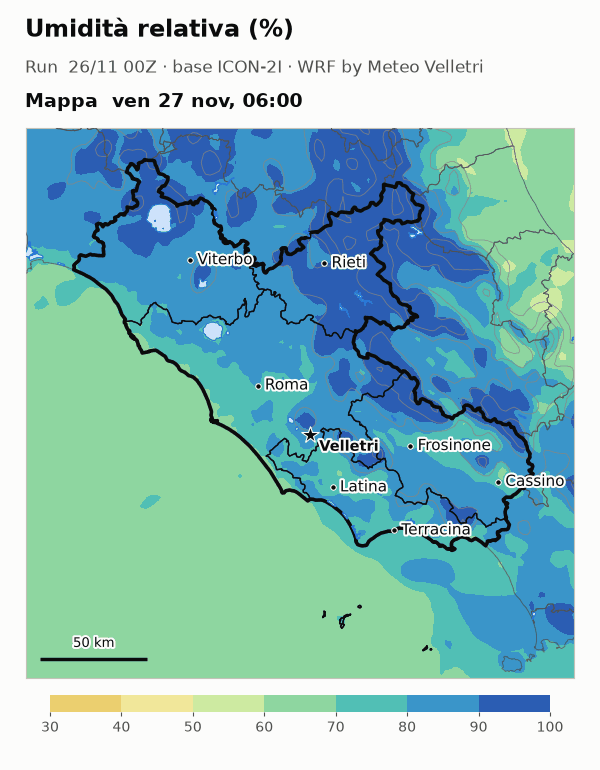 Umidità relativa (%)
Run  26/11 00Z · base ICON-2I · WRF by Meteo Velletri
Mappa  ven 27 nov, 06:00
Viterbo
Rieti
Roma
Velletri
Frosinone
Latina
Cassino
Terracina
50 km
30 40 50 60 70 80 90 100